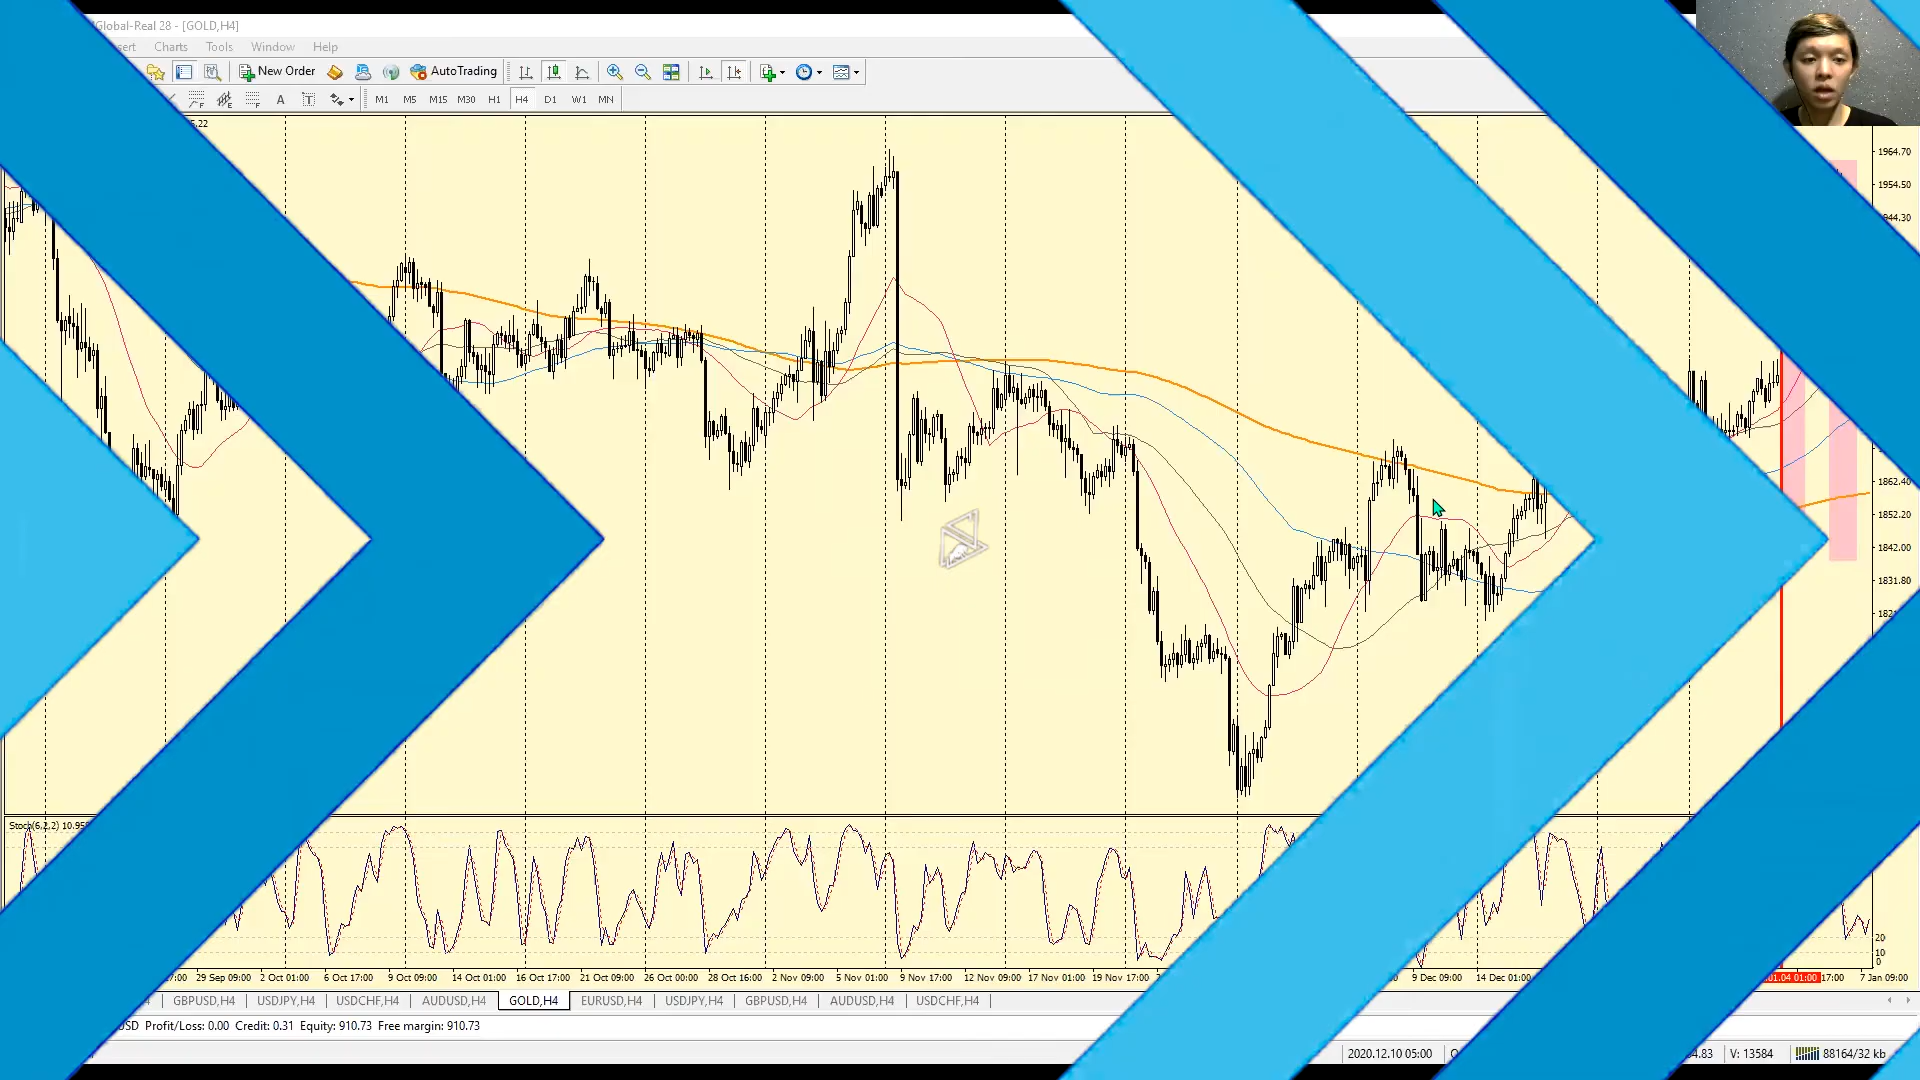 Global-Real 28 - [GOLD,H4]
Charts Tools Window Help
New Order AutoTrading
A T M1 M5 M15 M30 H1 H4 D1 W1 MN
5.22
1964.70
1954.50
1862.40
1852.20
1842.00
1831.80
20
10
0
29 Sep 09:00 2 Oct 01:00 6 Oct 17:00 9 Oct 09:00 14 Oct 01:00 16 Oct 17:00 21 Oct 09:00 26 Oct 00:00 28 Oct 16:00 2 Nov 09:00 5 Nov 01:00 9 Nov 17:00 12 Nov 09:00 17 Nov 01:00 19 Nov 17:00 9 Dec 09:00 14 Dec 01:00 7 Jan 09:00
GBPUSD,H4 USDJPY,H4 USDCHF,H4 AUDUSD,H4 GOLD,H4 EURUSD,H4 USDJPY,H4 GBPUSD,H4 AUDUSD,H4 USDCHF,H4
Profit/Loss: 0.00 Credit: 0.31 Equity: 910.73 Free margin: 910.73
2020.12.10 05:00 V: 13584 88164/32 kb